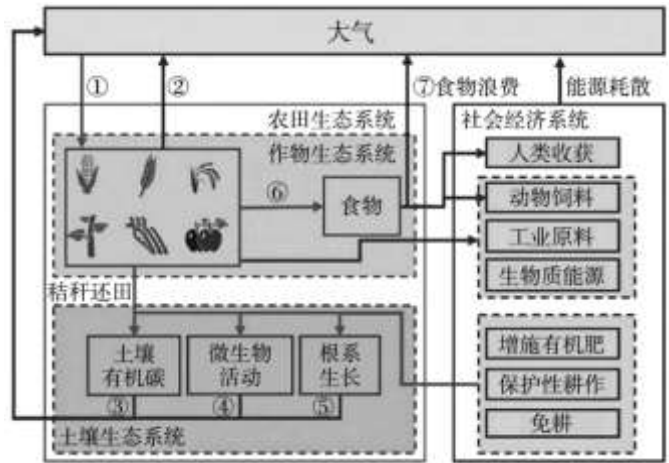 大气
①
②
⑦食物浪费
能源耗散
农田生态系统
社会经济系统
作物生态系统
人类收获
⑥
食物
动物饲料
工业原料
生物质能源
秸秆还田
土壤
有机碳
微生物
活动
根系
生长
增施有机肥
保护性耕作
免耕
③
④
⑤
土壤生态系统